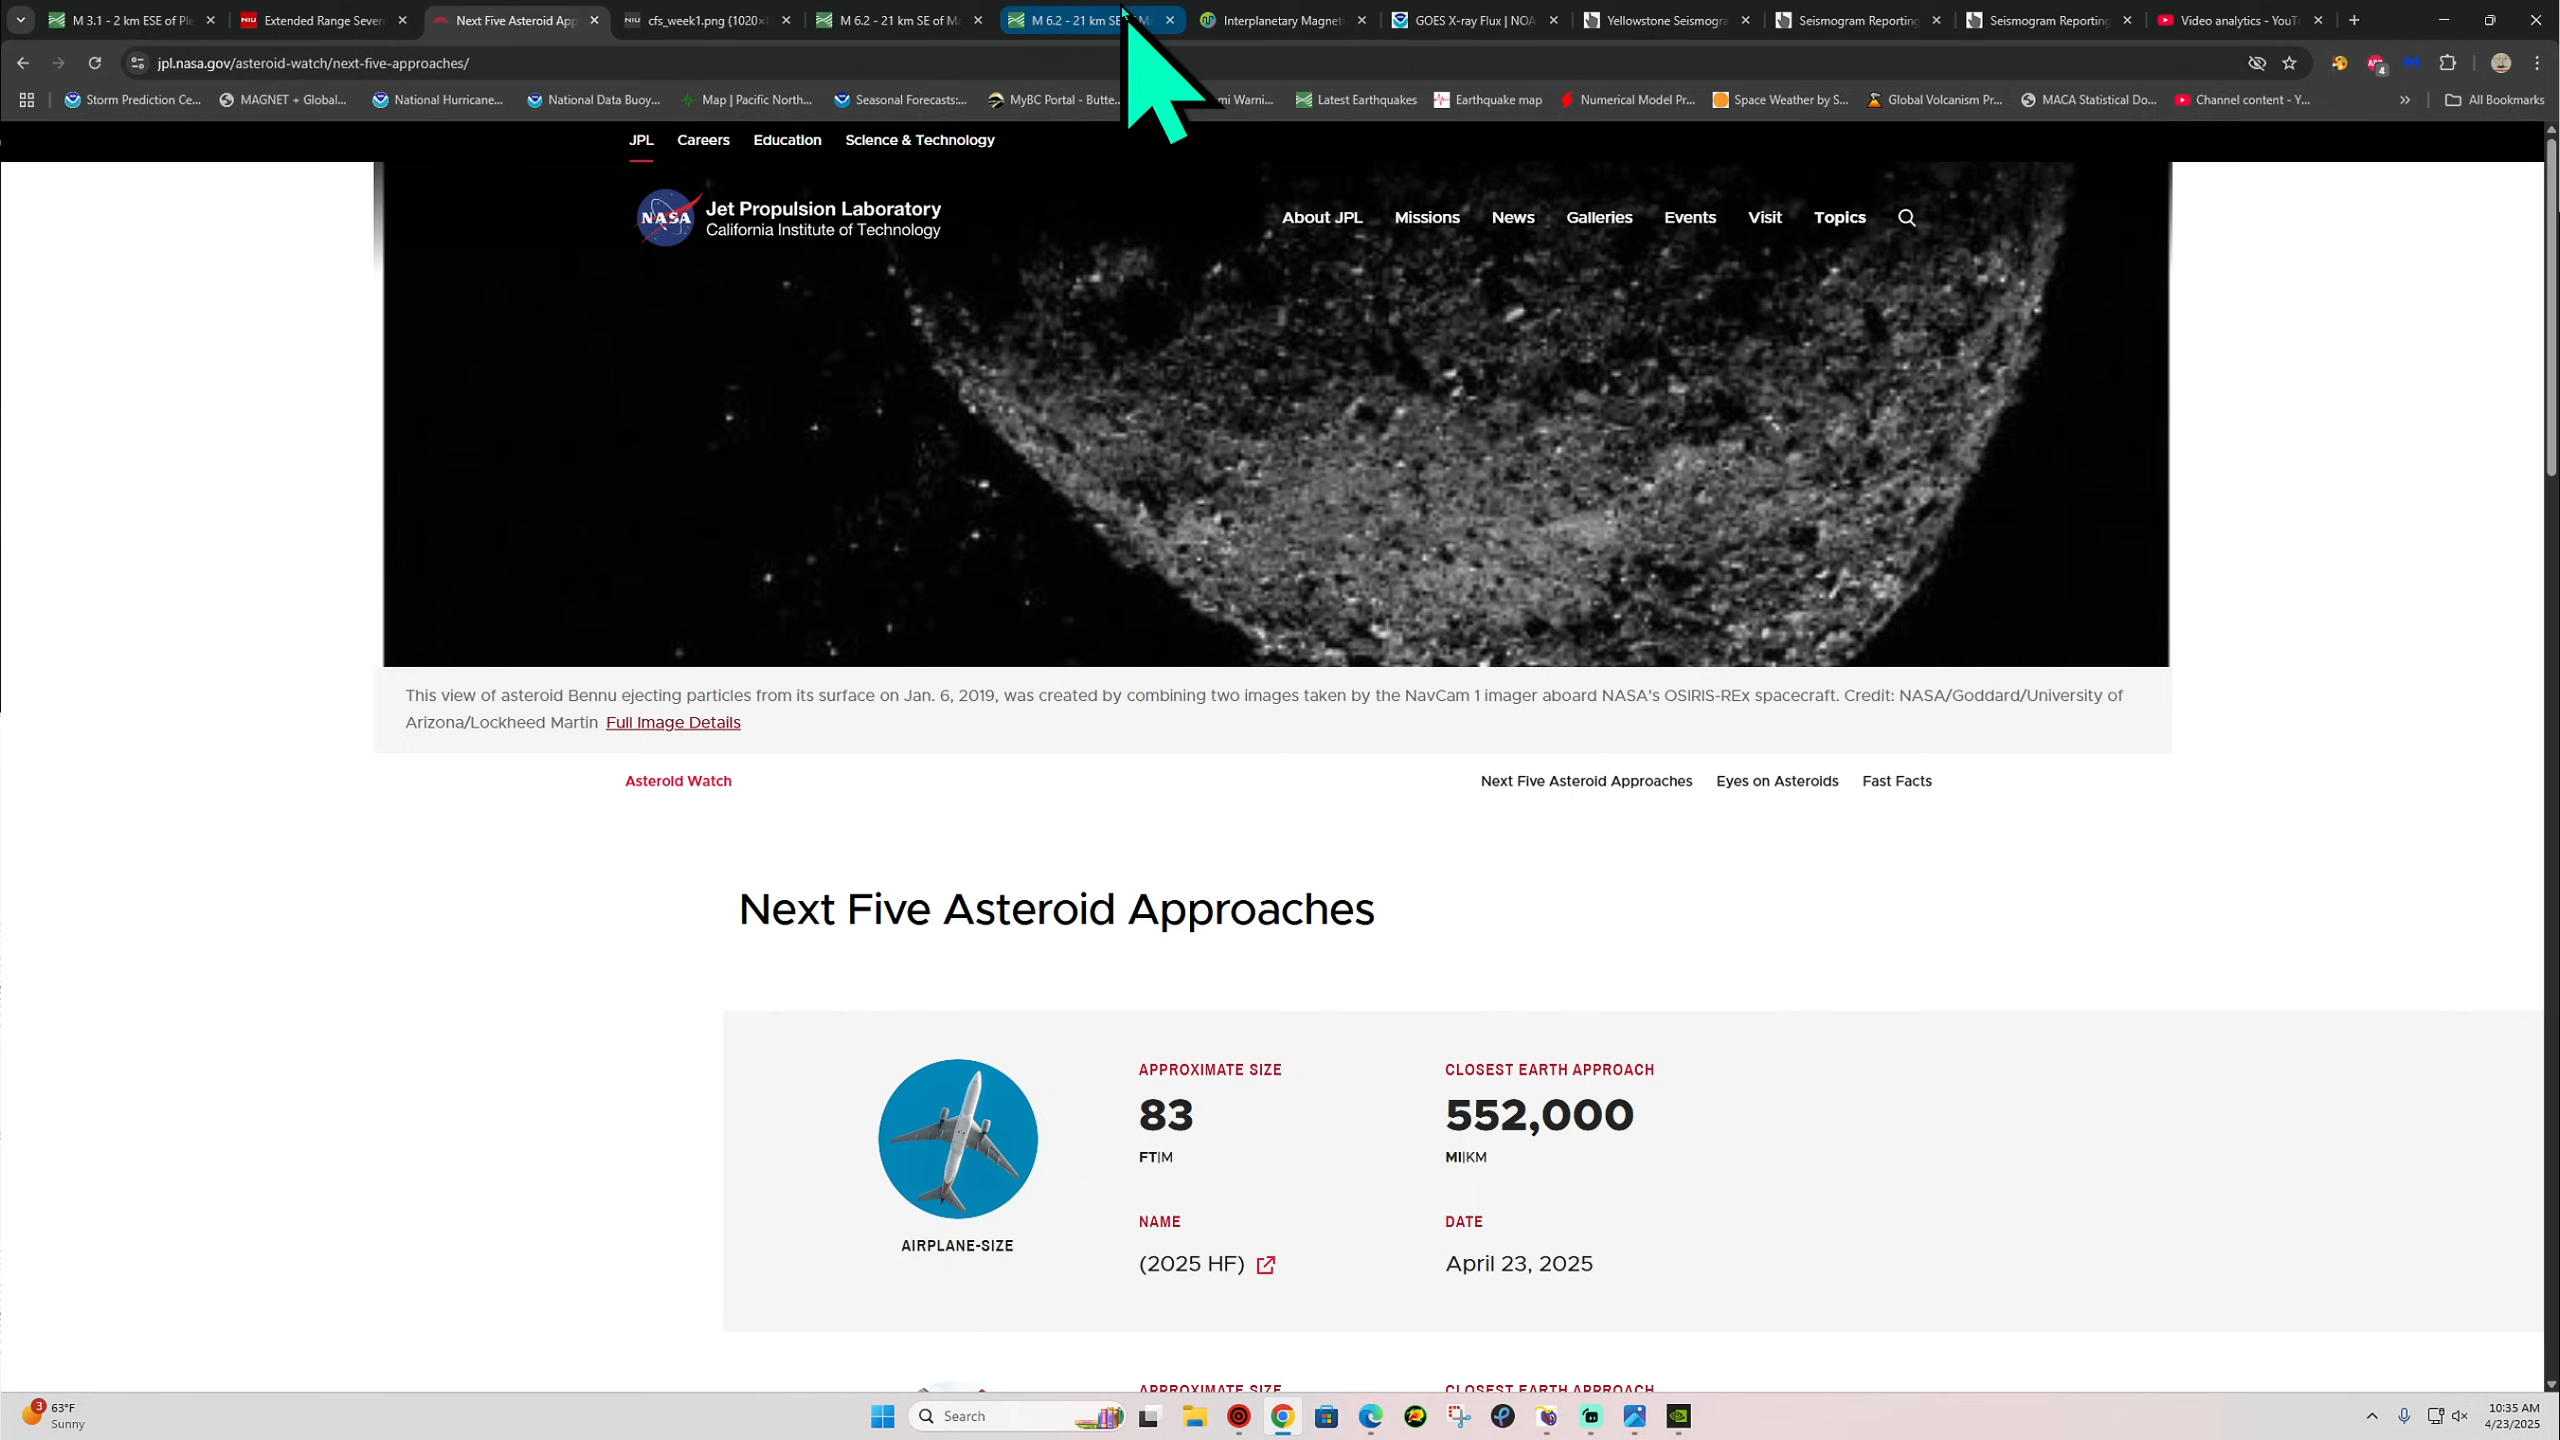 M 3.1 - 2 km ESE of Ple
Extended Range Severe
Next Five Asteroid App
cfs_week1.png (1020×
M 6.2 - 21 km SE of Ma
M 6.2 - 21 km SE
Interplanetary Magnet
GOES X-ray Flux | NOA
Yellowstone Seismogra
Seismogram Reporting
Seismogram Reporting
Video analytics - YouT
jpl.nasa.gov/asteroid-watch/next-five-approaches/
4
Storm Prediction Ce...
MAGNET + Global...
National Hurricane...
National Data Buoy...
Map | Pacific North...
Seasonal Forecasts:...
MyBC Portal - Butte...
mi Warni...
Latest Earthquakes
Earthquake map
Numerical Model Pr...
Space Weather by S...
Global Volcanism Pr...
MACA Statistical Do...
Channel content - Y...
All Bookmarks
JPL
Careers
Education
Science & Technology
NASA
Jet Propulsion Laboratory
California Institute of Technology
About JPL
Missions
News
Galleries
Events
Visit
Topics
This view of asteroid Bennu ejecting particles from its surface on Jan. 6, 2019, was created by combining two images taken by the NavCam 1 imager aboard NASA's OSIRIS-REx spacecraft. Credit: NASA/Goddard/University of
Arizona/Lockheed Martin Full Image Details
Asteroid Watch
Next Five Asteroid Approaches
Eyes on Asteroids
Fast Facts
Next Five Asteroid Approaches
APPROXIMATE SIZE
CLOSEST EARTH APPROACH
83
552,000
FT|M
MI|KM
NAME
DATE
AIRPLANE-SIZE
(2025 HF)
April 23, 2025
APPROXIMATE SIZE
CLOSEST EARTH APPROACH
3
63°F
Sunny
Search
10:35 AM
4/23/2025